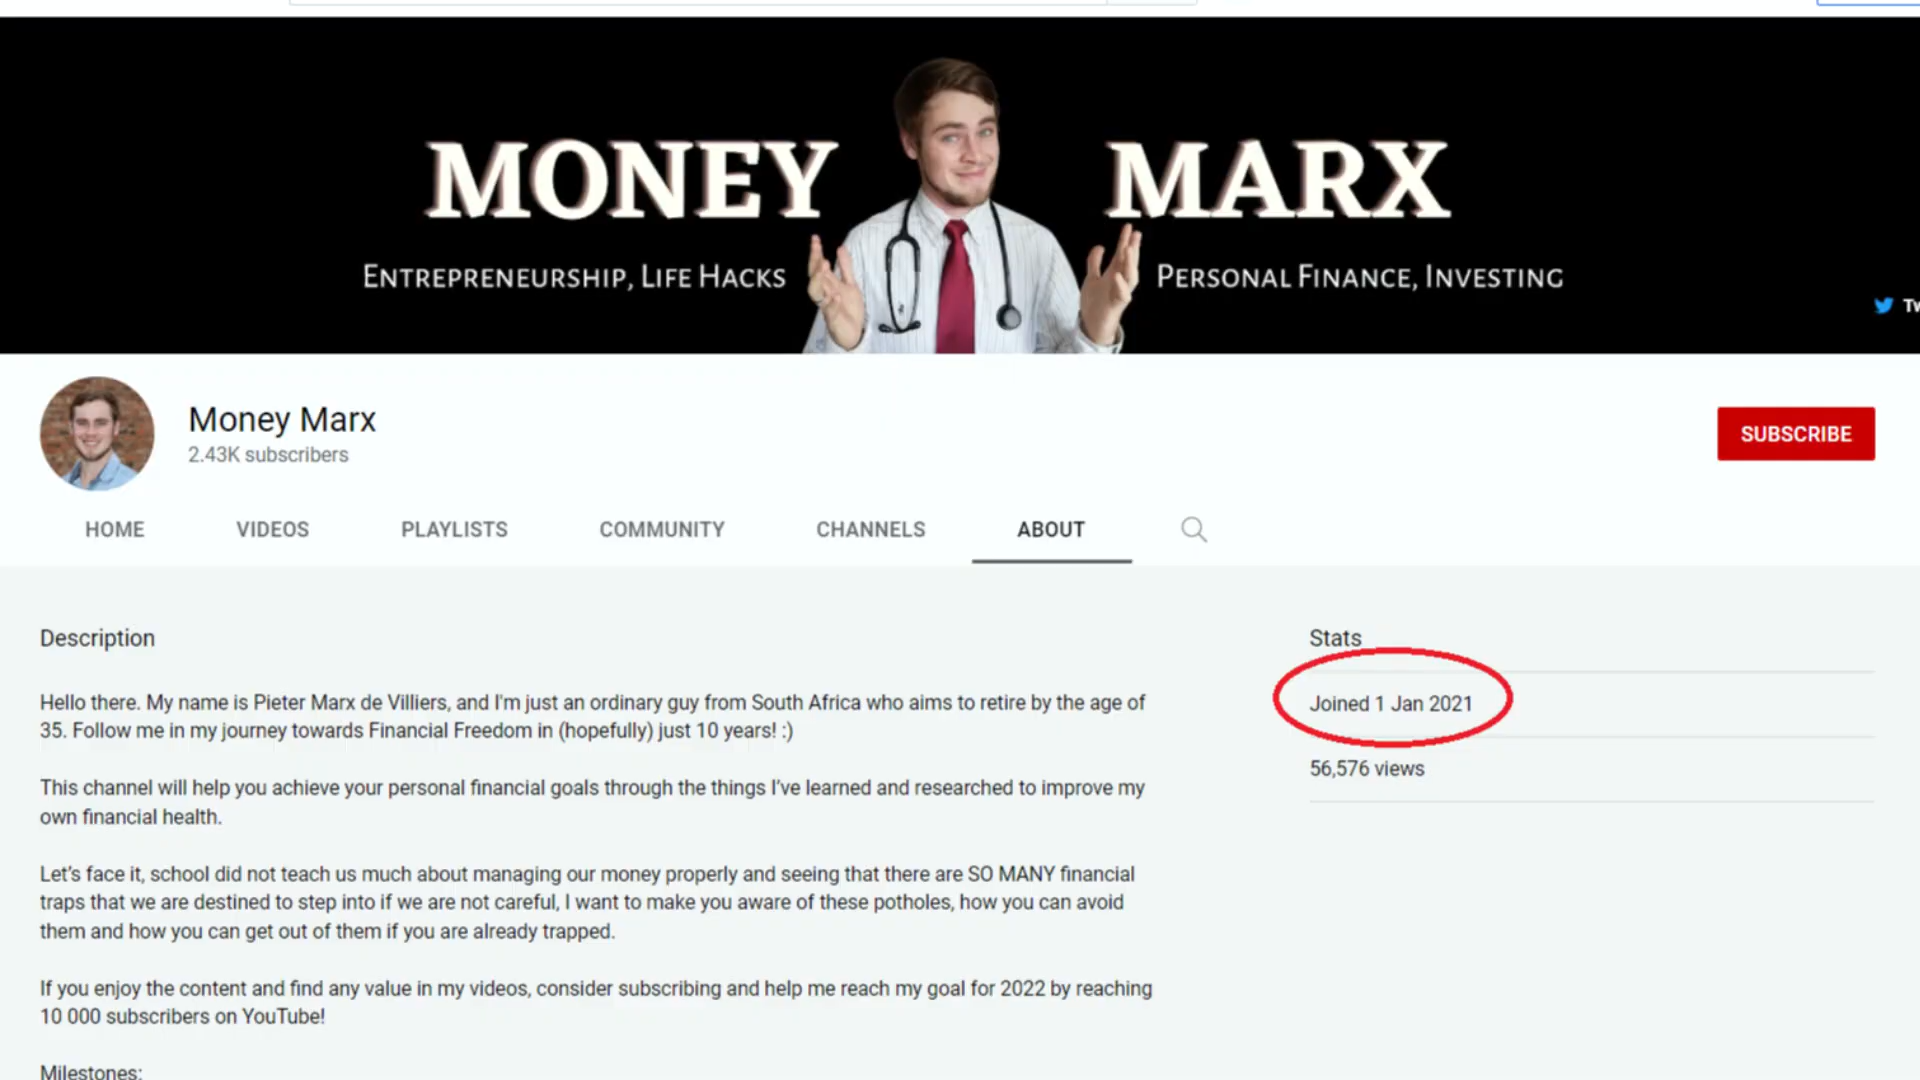 MONEY MARX
ENTREPRENEURSHIP, LIFE HACKS
PERSONAL FINANCE, INVESTING
Money Marx
2.43K subscribers
SUBSCRIBE
HOME VIDEOS PLAYLISTS COMMUNITY CHANNELS ABOUT
Description
Hello there. My name is Pieter Marx de Villiers, and I'm just an ordinary guy from South Africa who aims to retire by the age of
35. Follow me in my journey towards Financial Freedom in (hopefully) just 10 years! :)
This channel will help you achieve your personal financial goals through the things I've learned and researched to improve my
own financial health.
Let's face it, school did not teach us much about managing our money properly and seeing that there are SO MANY financial
traps that we are destined to step into if we are not careful, I want to make you aware of these potholes, how you can avoid
them and how you can get out of them if you are already trapped.
If you enjoy the content and find any value in my videos, consider subscribing and help me reach my goal for 2022 by reaching
10 000 subscribers on YouTube!
Milestones:
Stats
Joined 1 Jan 2021
56,576 views